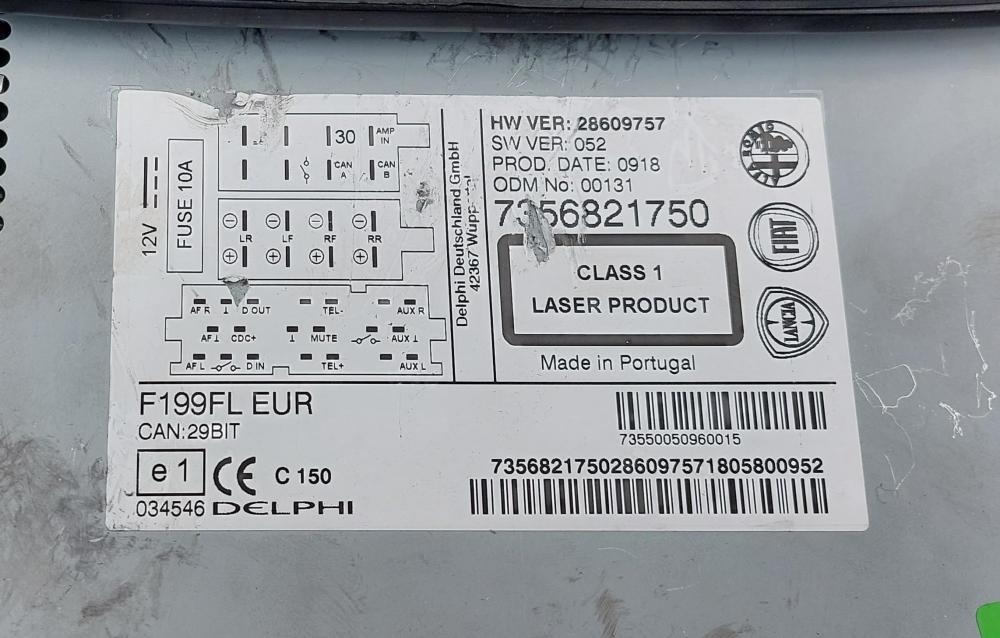 12V
FUSE 10A
30
AMP IN
CAN A
CAN B
LR LF RF RR
AF R D OUT TEL- AUX R
AF⊥ CDC+ ⊥ MUTE AUX ⊥
AF L D IN TEL+ AUX L
Delphi Deutschland GmbH
42367
HW VER: 28609757
SW VER: 052
PROD. DATE: 0918
ODM No: 00131
7356821750
CLASS 1
LASER PRODUCT
Made in Portugal
ALFA ROMEO
FIAT
LANCIA
F199FL EUR
CAN:29BIT
e 1
CE
C 150
034546 DELPHI
73550050960015
7356821750286097571805800952